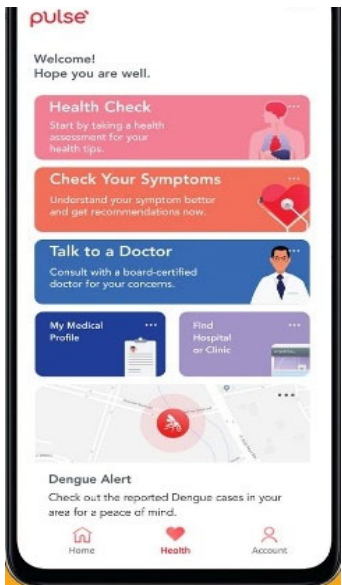 pulse
Welcome!
Hope you are well.
Health Check
Start by taking a health
assessment for your
health tips.
Check Your Symptoms
Understand your symptom better
and get recommendations now.
Talk to a Doctor
Consult with a board-certified
doctor for your concerns.
My Medical
Profile
Find
Hospital
or Clinic
HOSPITAL
Dengue Alert
Check out the reported Dengue cases in your
area for a peace of mind.
Home
Health
Account